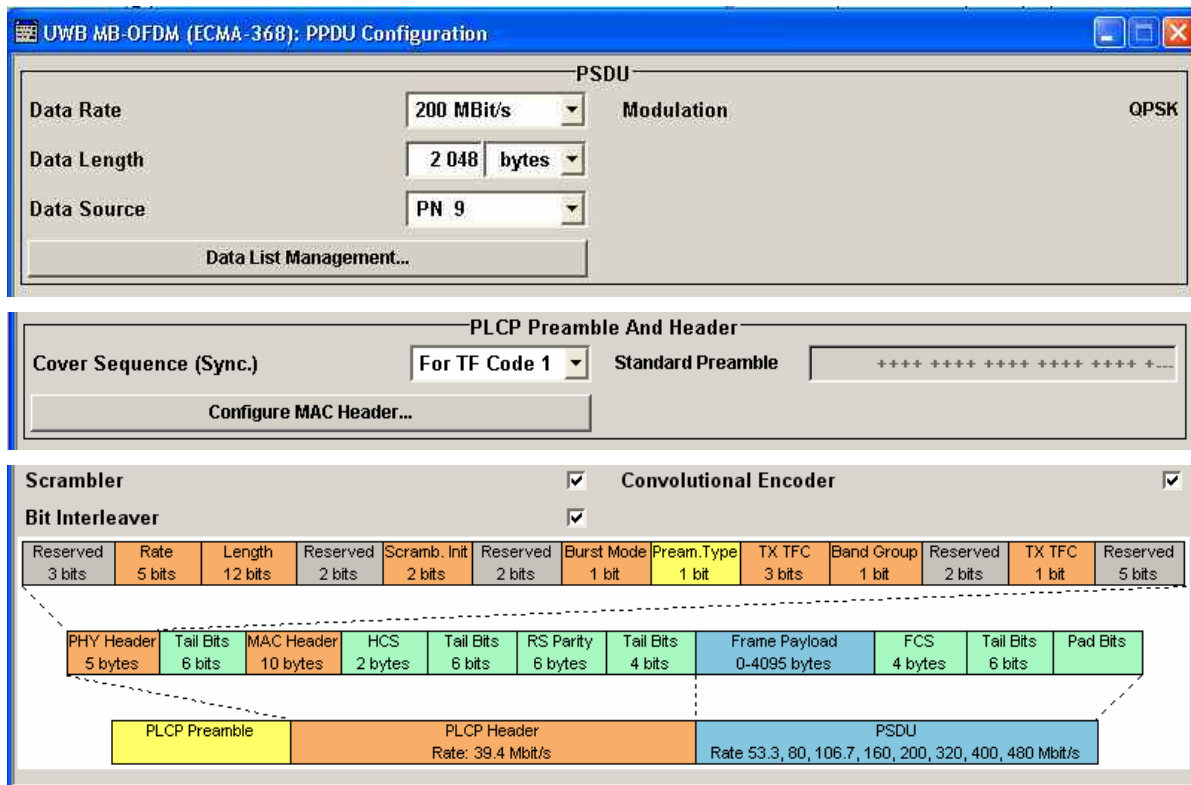 UWB MB-OFDM (ECMA-368): PPDU Configuration
PSDU
Data Rate 200 MBit/s Modulation QPSK
Data Length 2 048 bytes
Data Source PN 9
Data List Management...
PLCP Preamble And Header
Cover Sequence (Sync.) For TF Code 1 Standard Preamble ++++ ++++ ++++ ++++ ++++ +...
Configure MAC Header...
Scrambler Convolutional Encoder
Bit Interleaver
Reserved Rate Length Reserved Scramb. Init Reserved Burst Mode Pream.Type TX TFC Band Group Reserved TX TFC Reserved
3 bits 5 bits 12 bits 2 bits 2 bits 2 bits 1 bit 1 bit 3 bits 1 bit 2 bits 1 bit 5 bits
PHY Header Tail Bits MAC Header HCS Tail Bits RS Parity Tail Bits Frame Payload FCS Tail Bits Pad Bits
5 bytes 6 bits 10 bytes 2 bytes 6 bits 6 bytes 4 bits 0-4095 bytes 4 bytes 6 bits
PLCP Preamble PLCP Header PSDU
Rate: 39.4 Mbit/s Rate 53.3, 80, 106.7, 160, 200, 320, 400, 480 Mbit/s